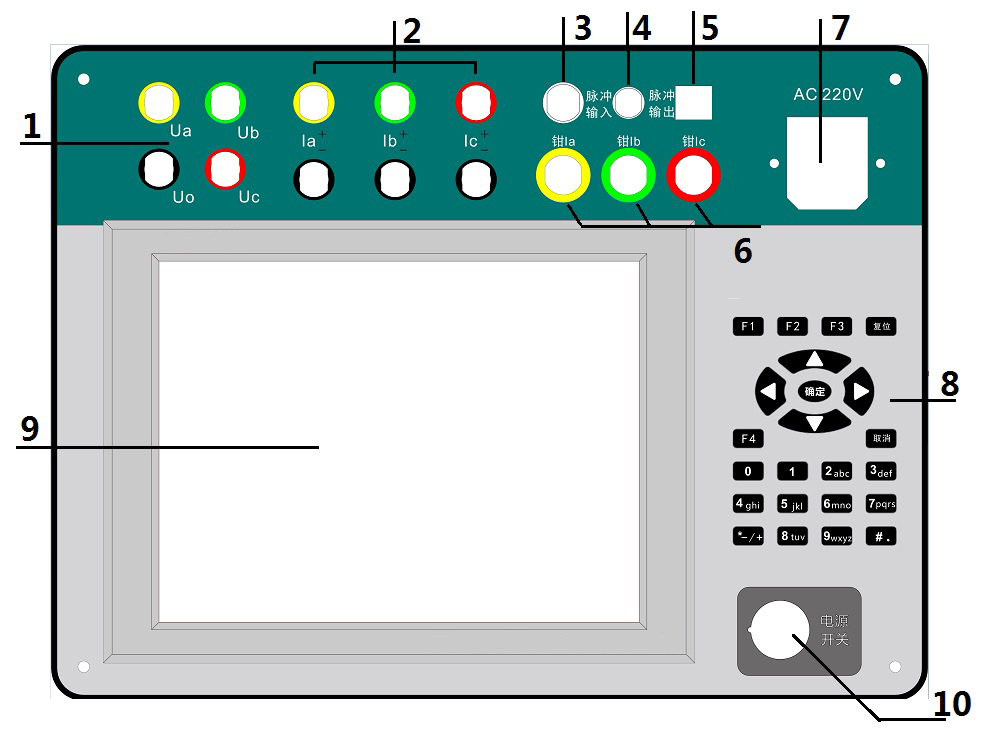 2 3 4 5 7
AC 220V
脉冲 脉冲
输入 输出
Ua Ub Ia + − Ib + − Ic + −
1
钳Ia 钳Ib 钳Ic
Uo Uc
6
F1 F2 F3 复位
确定
8
9
F4 取消
0 1 2abc 3def
4ghi 5jkl 6mno 7pqrs
*-/+ 8tuv 9wxyz #.
电源
开关
10